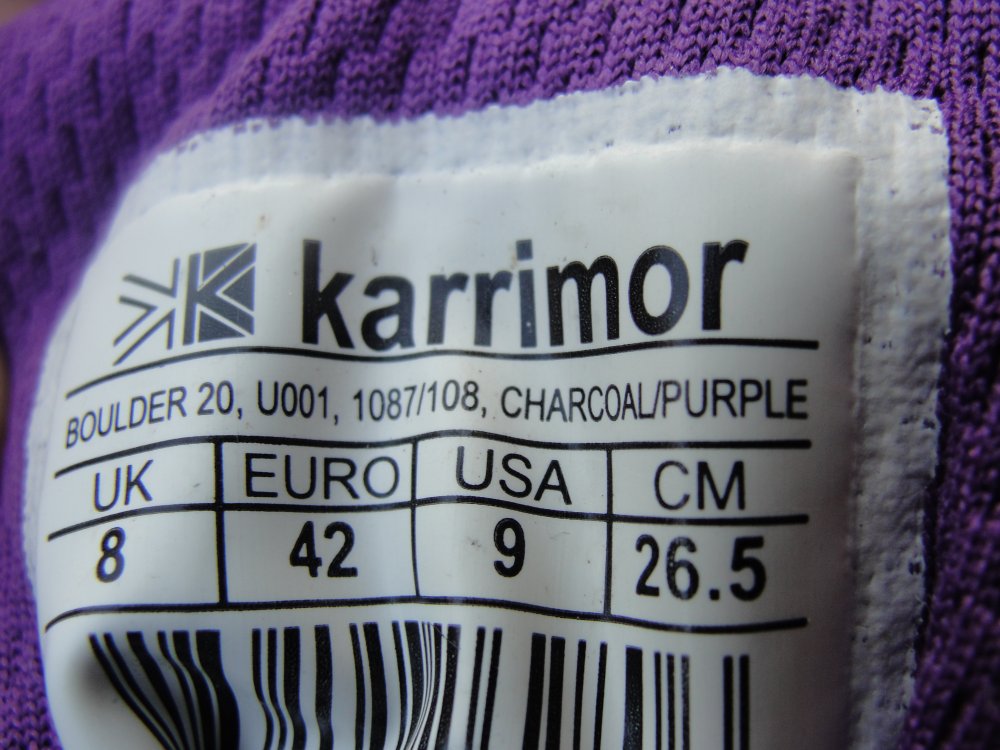 karrimor
BOULDER 20, U001, 1087/108, CHARCOAL/PURPLE
UK EURO USA CM
8 42 9 26.5